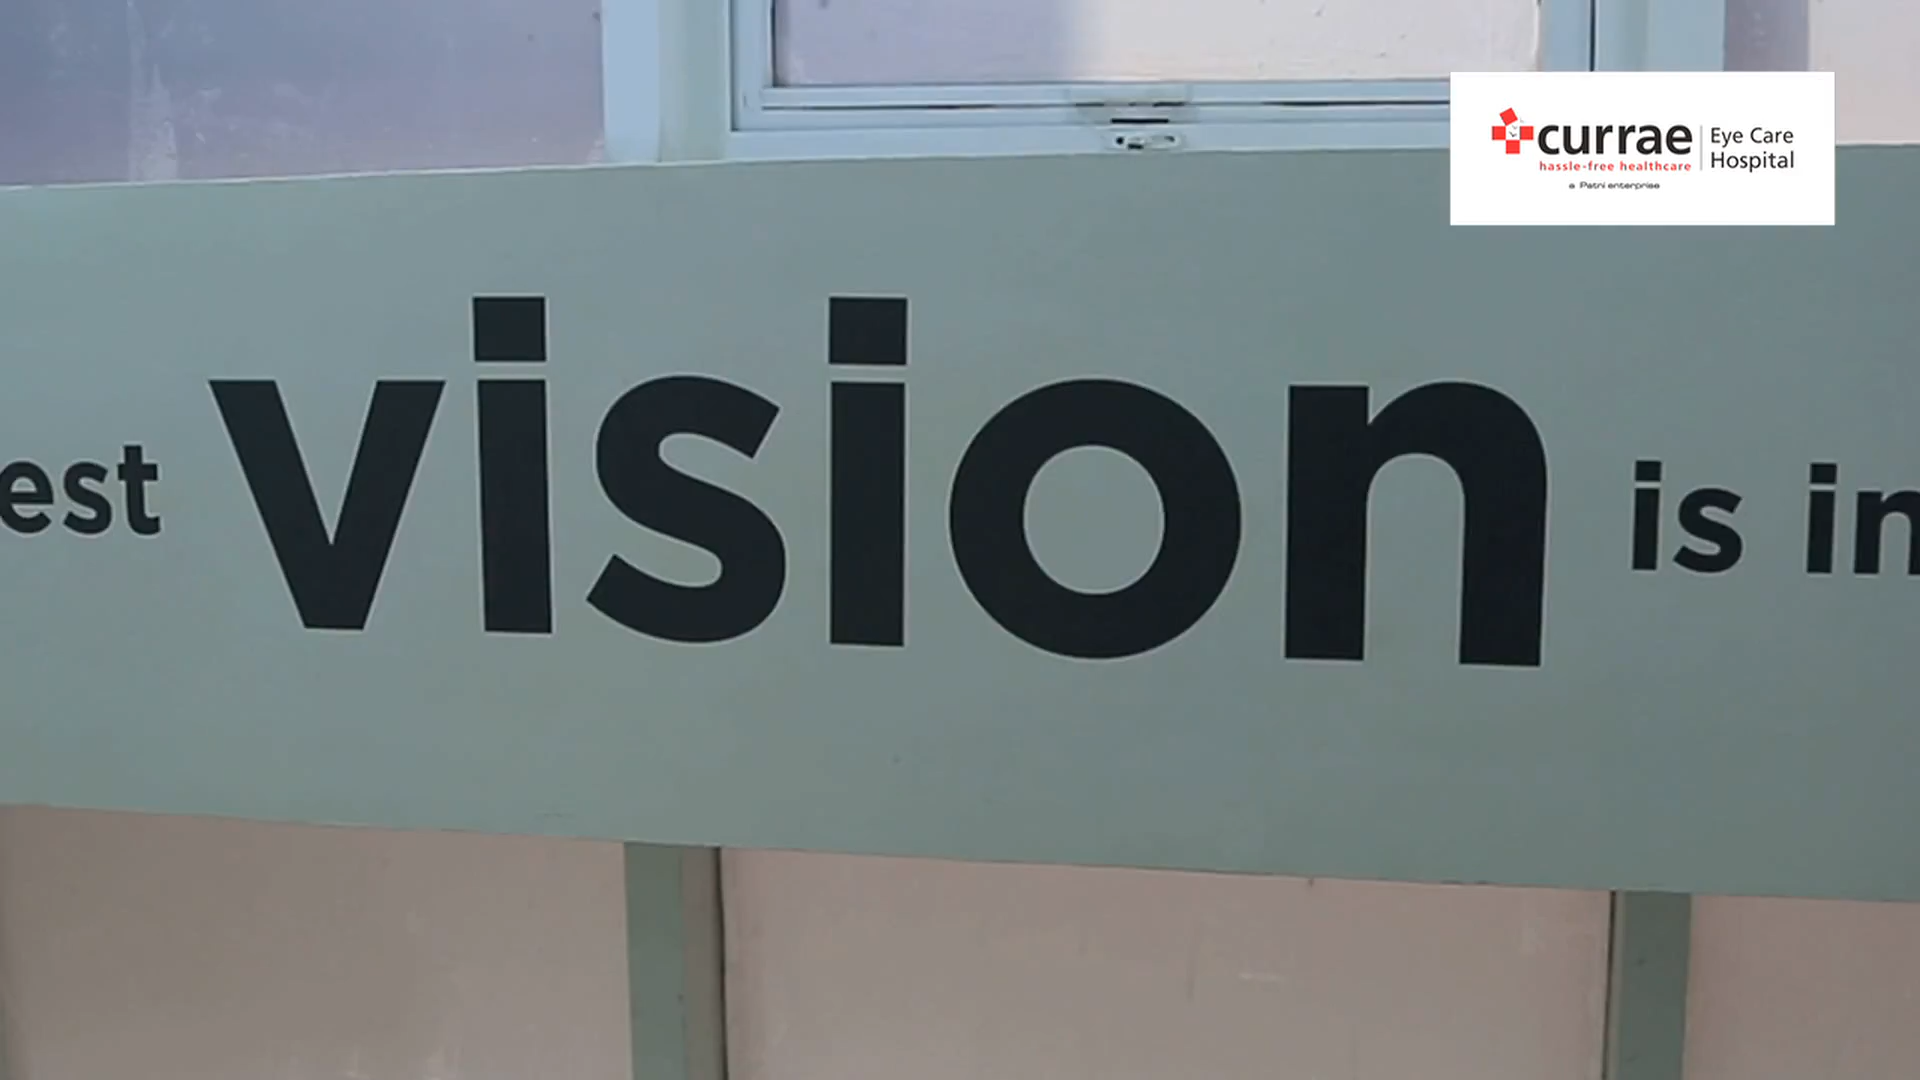 currae
hassle-free healthcare
a Patni enterprise
Eye Care
Hospital
est vision is in